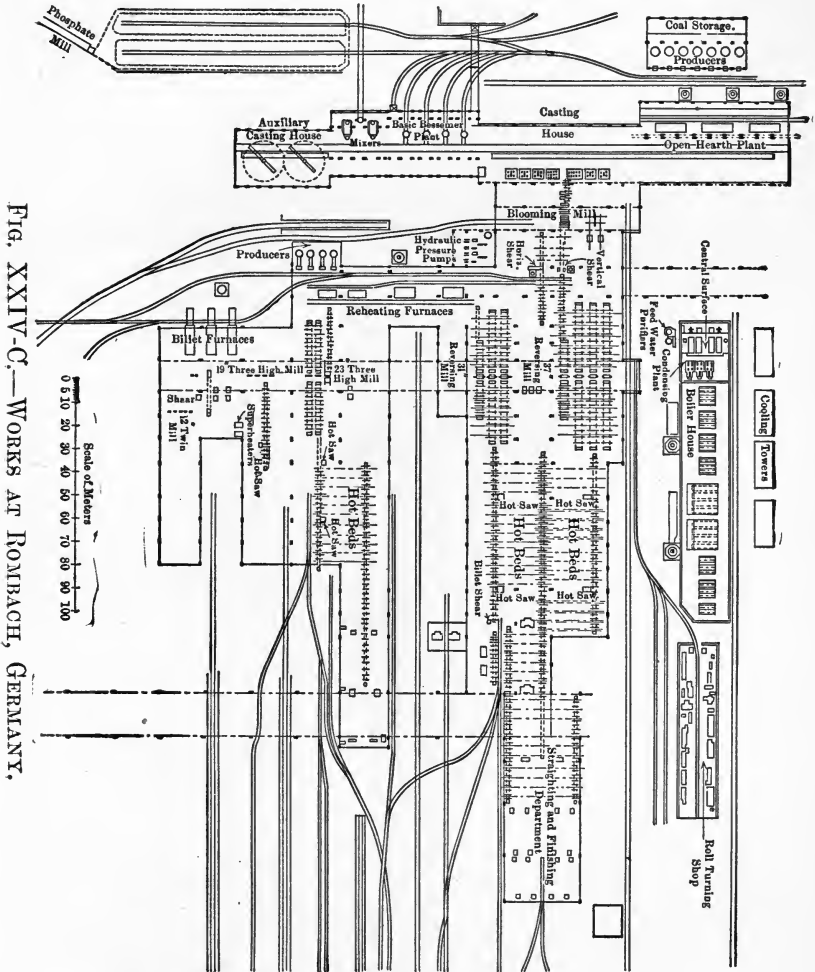 Phosphate
Mill
Coal Storage.
Producers
Casting
House
Auxiliary
Casting House
Mixers
Basic Bessemer
Plant
Open Hearth Plant
Blooming Mill
Hydraulic
Pressure
Pumps
Horiz.
Shear
Vertical
Shear
Producers
Reheating Furnaces
Billet Furnaces
19 Three High Mill
23 Three
High Mill
31
Reversing
Mill
37
Reversing
Mill
Shear
12 Twin
Mill
Superheaters
Hot Saw
Hot Saw
Hot Saw
Hot Beds
Hot Saw
Hot Saw
Hot Beds
Hot Beds
Hot Saw
Hot Saw
Billet Shear
Straighting and Finishing
Department
Central Surface
Condensing
Plant
Feed Water
Purifiers
Boiler House
Cooling
Towers
Roll Turning
Shop
0 5 10 20 30 40 50 60 70 80 90 100
Scale of Meters
Fig. XXIV-C.—Works at Rombach, Germany.